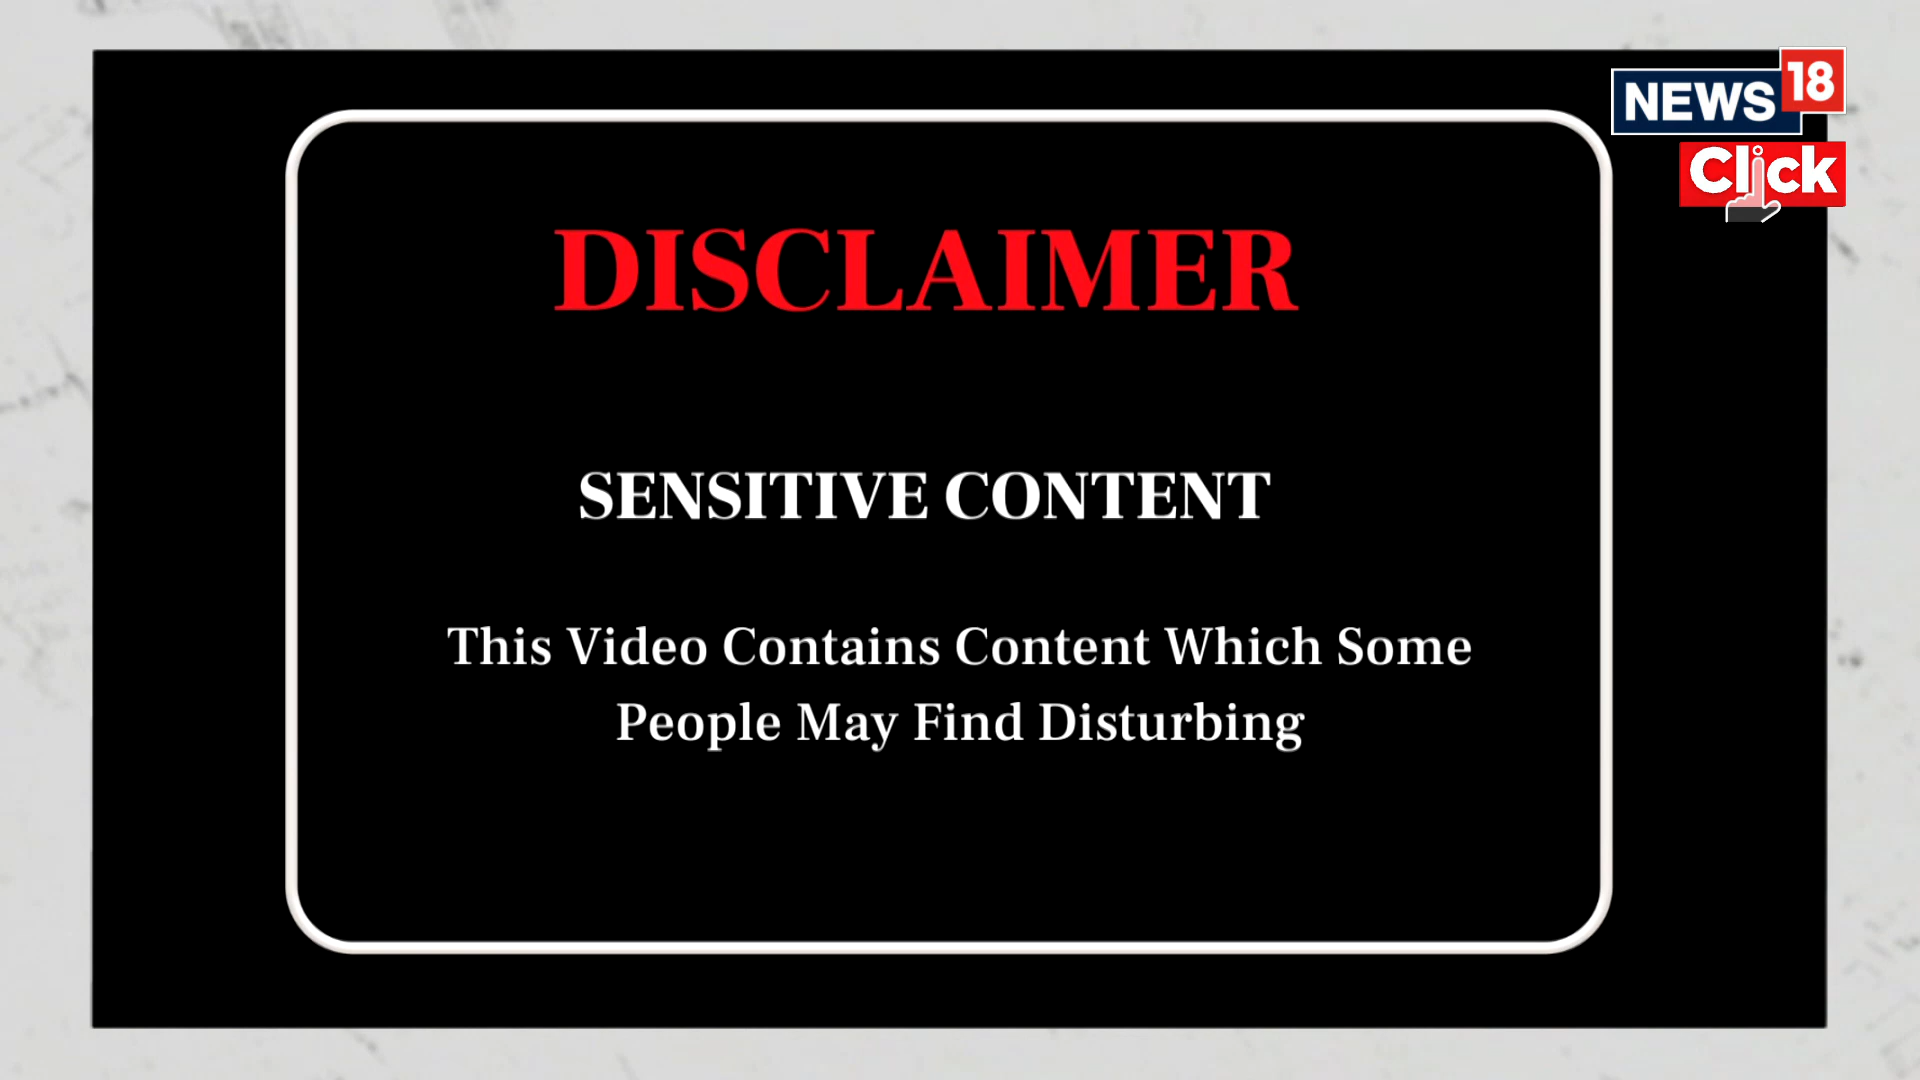 NEWS 18
Click
DISCLAIMER
SENSITIVE CONTENT
This Video Contains Content Which Some
People May Find Disturbing